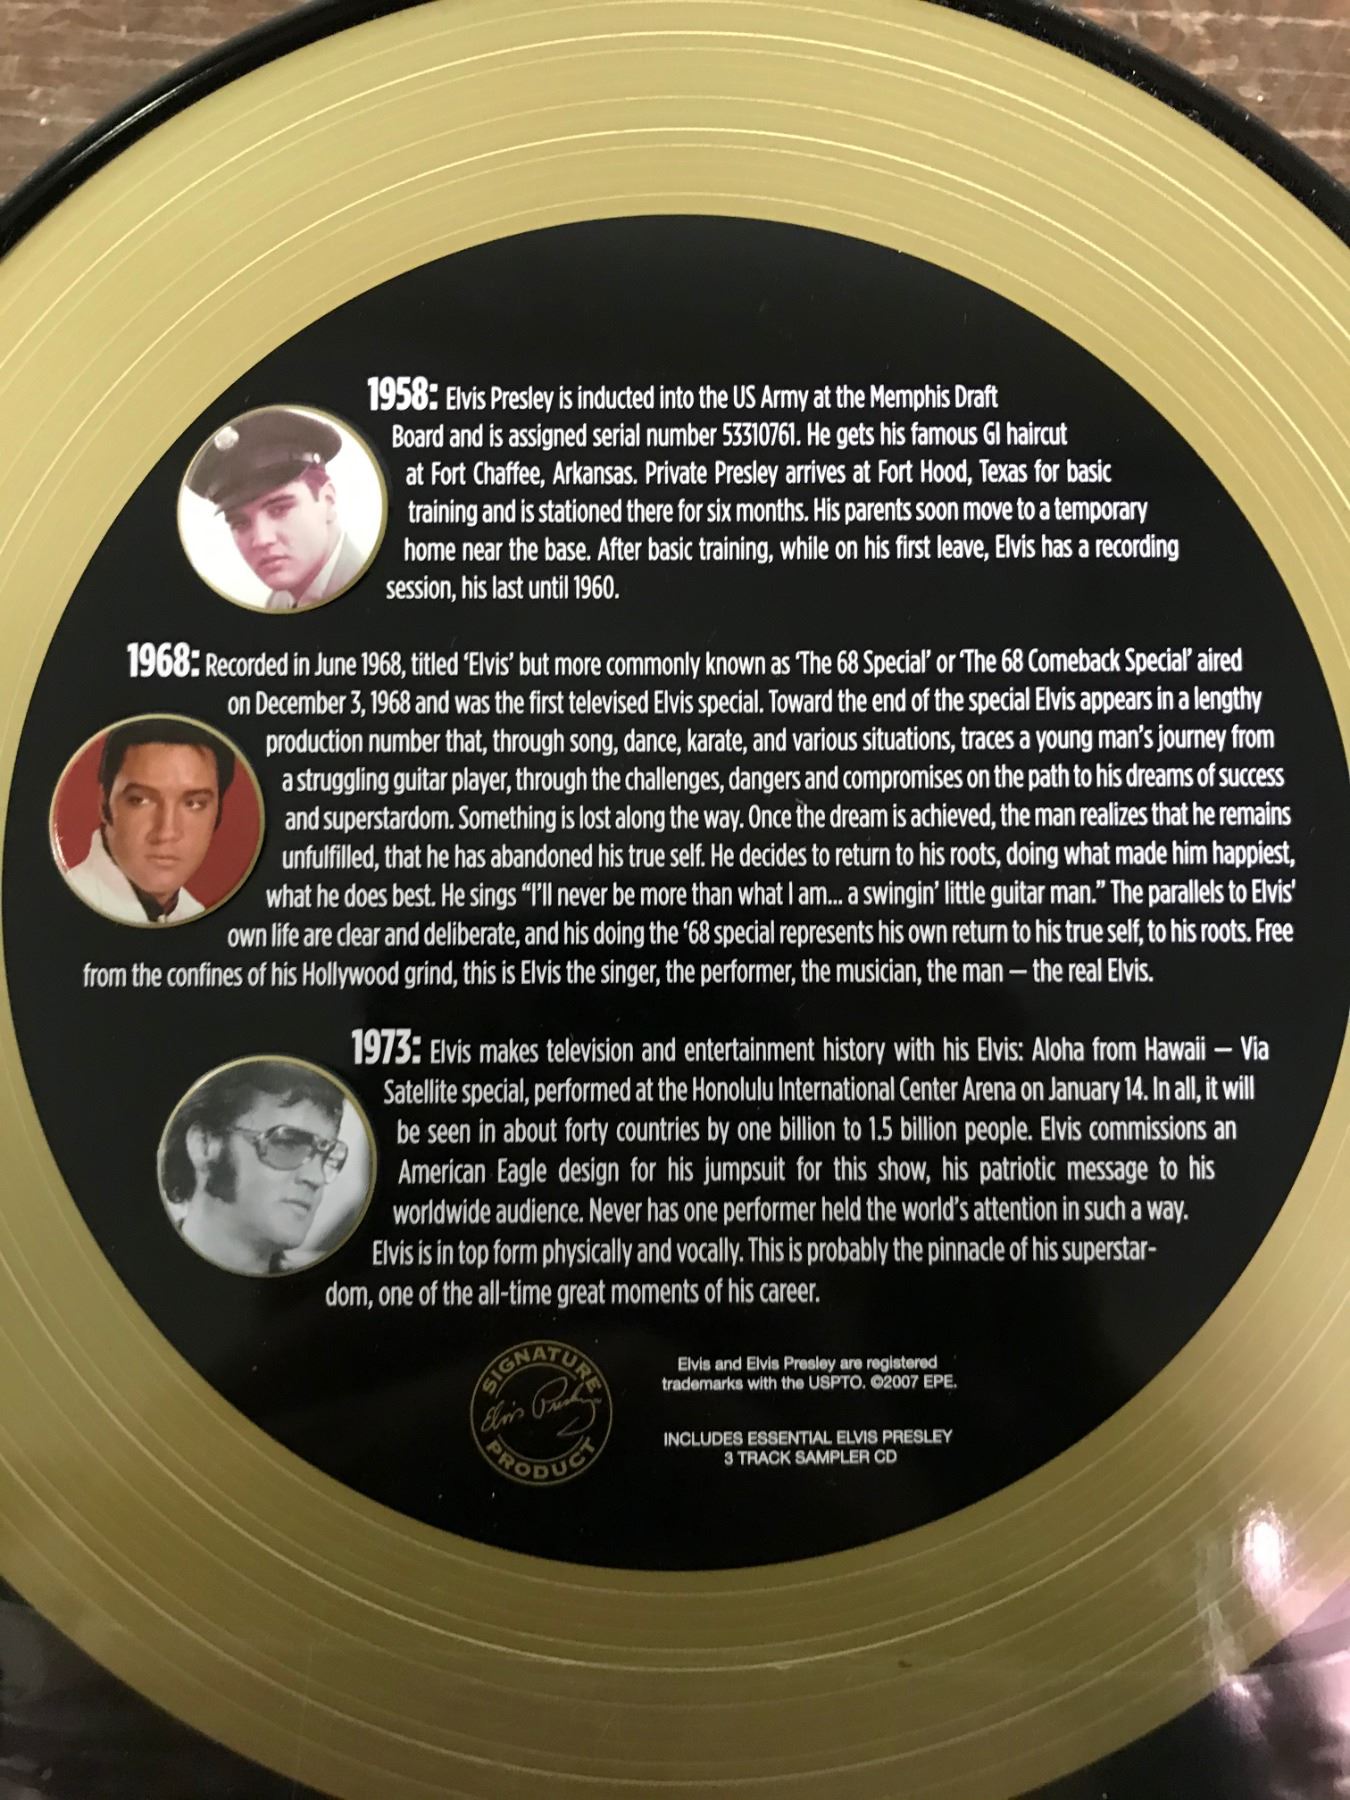 1958: Elvis Presley is inducted into the US Army at the Memphis Draft
Board and is assigned serial number 53310761. He gets his famous GI haircut
at Fort Chaffee, Arkansas. Private Presley arrives at Fort Hood, Texas for basic
training and is stationed there for six months. His parents soon move to a temporary
home near the base. After basic training, while on his first leave, Elvis has a recording
session, his last until 1960.
1968: Recorded in June 1968, titled ‘Elvis’ but more commonly known as ‘The 68 Special’ or ‘The 68 Comeback Special’ aired
on December 3, 1968 and was the first televised Elvis special. Toward the end of the special Elvis appears in a lengthy
production number that, through song, dance, karate, and various situations, traces a young man’s journey from
a struggling guitar player, through the challenges, dangers and compromises on the path to his dreams of success
and superstardom. Something is lost along the way. Once the dream is achieved, the man realizes that he remains
unfulfilled, that he has abandoned his true self. He decides to return to his roots, doing what made him happiest,
what he does best. He sings “I’ll never be more than what I am... a swingin’ little guitar man.” The parallels to Elvis'
own life are clear and deliberate, and his doing the ‘68 special represents his own return to his true self, to his roots. Free
from the confines of his Hollywood grind, this is Elvis the singer, the performer, the musician, the man – the real Elvis.
1973: Elvis makes television and entertainment history with his Elvis: Aloha from Hawaii – Via
Satellite special, performed at the Honolulu International Center Arena on January 14. In all, it will
be seen in about forty countries by one billion to 1.5 billion people. Elvis commissions an
American Eagle design for his jumpsuit for this show, his patriotic message to his
worldwide audience. Never has one performer held the world’s attention in such a way.
Elvis is in top form physically and vocally. This is probably the pinnacle of his superstar-
dom, one of the all-time great moments of his career.
SIGNATURE
Elvis Presley
PRODUCT
Elvis and Elvis Presley are registered
trademarks with the USPTO. ©2007 EPE.
INCLUDES ESSENTIAL ELVIS PRESLEY
3 TRACK SAMPLER CD